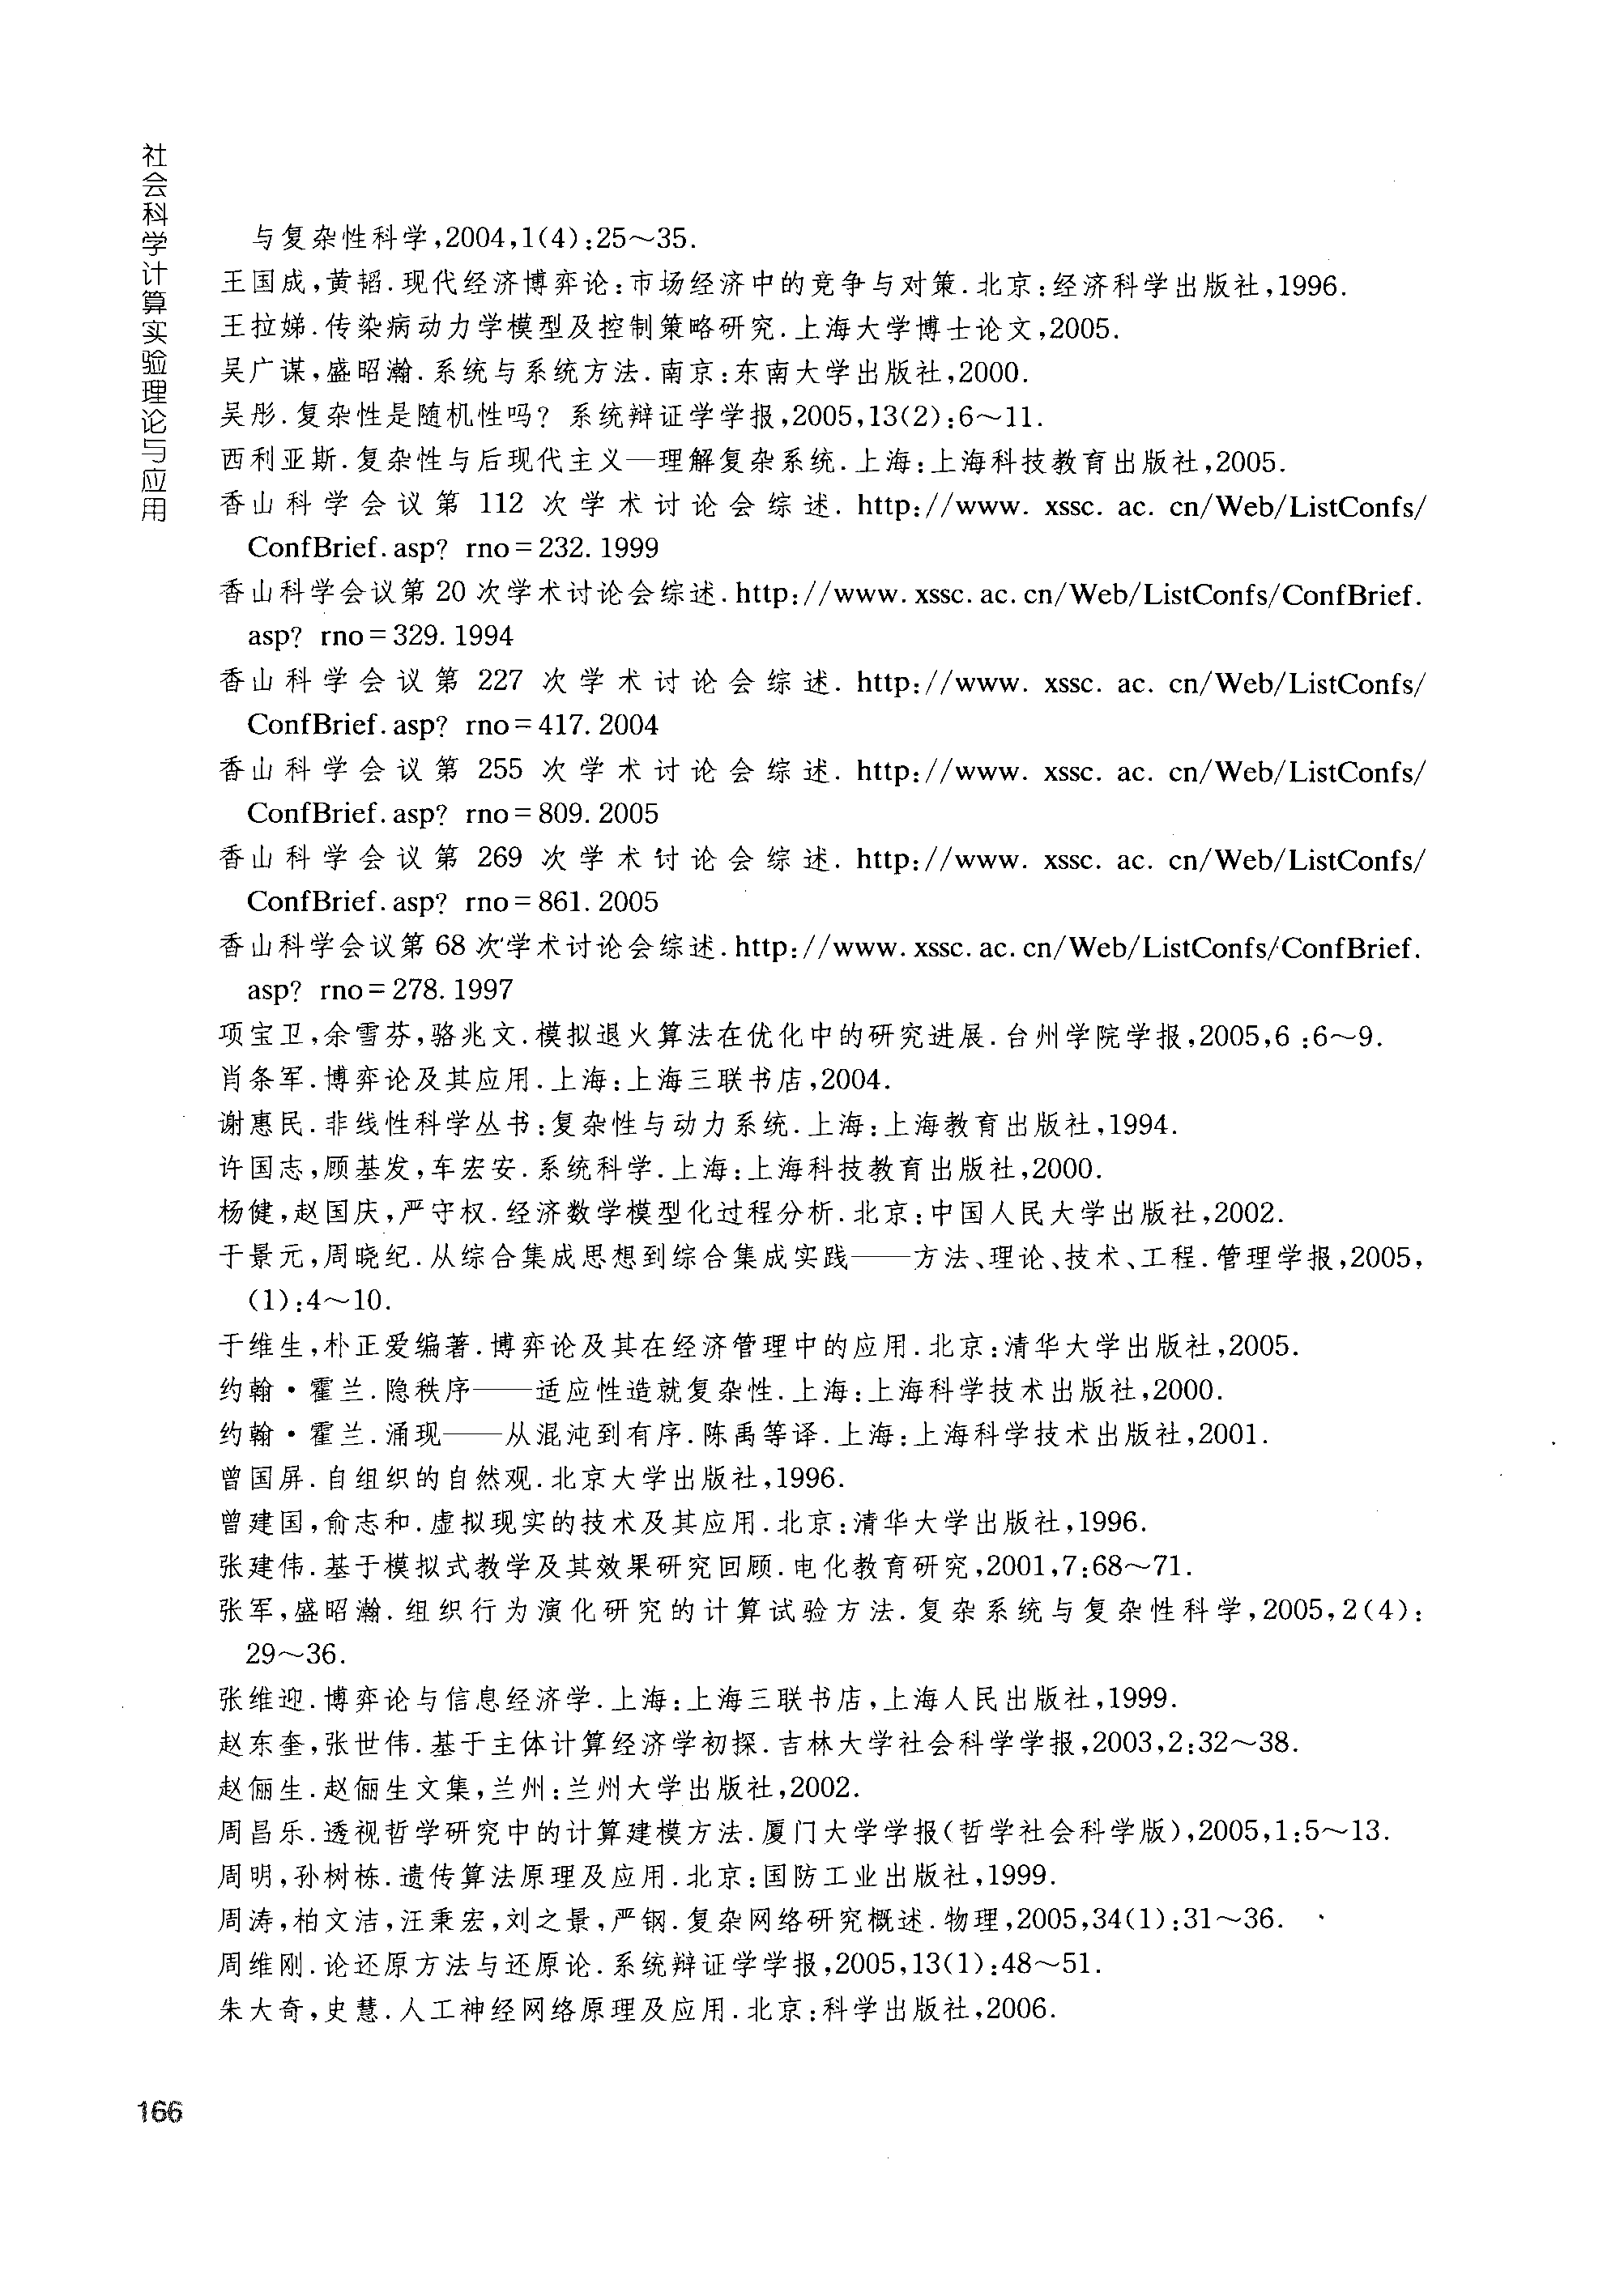 社会科学计算实验理论与应用
与复杂性科学,2004,1(4):25～35.
王国成,黄韬.现代经济博弈论:市场经济中的竞争与对策.北京:经济科学出版社,1996.
王拉娣.传染病动力学模型及控制策略研究.上海大学博士论文,2005.
吴广谋,盛昭瀚.系统与系统方法.南京:东南大学出版社,2000.
吴彤.复杂性是随机性吗? 系统辩证学学报,2005,13(2):6～11.
西利亚斯.复杂性与后现代主义—理解复杂系统.上海:上海科技教育出版社,2005.
香山科学会议第 112 次学术讨论会综述. http://www. xssc. ac. cn/Web/ListConfs/
ConfBrief. asp? rno=232. 1999
香山科学会议第 20 次学术讨论会综述. http://www. xssc. ac. cn/Web/ListConfs/ConfBrief.
asp? rno=329. 1994
香山科学会议第 227 次学术讨论会综述. http://www. xssc. ac. cn/Web/ListConfs/
ConfBrief. asp? rno=417. 2004
香山科学会议第 255 次学术讨论会综述. http://www. xssc. ac. cn/Web/ListConfs/
ConfBrief. asp? rno=809. 2005
香山科学会议第 269 次学术讨论会综述. http://www. xssc. ac. cn/Web/ListConfs/
ConfBrief. asp? rno=861. 2005
香山科学会议第 68 次学术讨论会综述. http://www. xssc. ac. cn/Web/ListConfs/ConfBrief.
asp? rno=278. 1997
项宝卫,余雪芬,骆兆文.模拟退火算法在优化中的研究进展.台州学院学报,2005,6 :6～9.
肖条军.博弈论及其应用.上海:上海三联书店,2004.
谢惠民.非线性科学丛书:复杂性与动力系统.上海:上海教育出版社,1994.
许国志,顾基发,车宏安.系统科学.上海:上海科技教育出版社,2000.
杨健,赵国庆,严守权.经济数学模型化过程分析.北京:中国人民大学出版社,2002.
于景元,周晓纪.从综合集成思想到综合集成实践——方法、理论、技术、工程.管理学报,2005,
(1):4～10.
于维生,朴正爱编著.博弈论及其在经济管理中的应用.北京:清华大学出版社,2005.
约翰·霍兰.隐秩序——适应性造就复杂性.上海:上海科学技术出版社,2000.
约翰·霍兰.涌现——从混沌到有序.陈禹等译.上海:上海科学技术出版社,2001.
曾国屏.自组织的自然观.北京大学出版社,1996.
曾建国,俞志和.虚拟现实的技术及其应用.北京:清华大学出版社,1996.
张建伟.基于模拟式教学及其效果研究回顾.电化教育研究,2001,7:68～71.
张军,盛昭瀚.组织行为演化研究的计算试验方法.复杂系统与复杂性科学,2005,2(4):
29～36.
张维迎.博弈论与信息经济学.上海:上海三联书店,上海人民出版社,1999.
赵东奎,张世伟.基于主体计算经济学初探.吉林大学社会科学学报,2003,2:32～38.
赵俪生.赵俪生文集,兰州:兰州大学出版社,2002.
周昌乐.透视哲学研究中的计算建模方法.厦门大学学报(哲学社会科学版),2005,1:5～13.
周明,孙树栋.遗传算法原理及应用.北京:国防工业出版社,1999.
周涛,柏文洁,汪秉宏,刘之景,严钢.复杂网络研究概述.物理,2005,34(1):31～36.
周维刚.论还原方法与还原论.系统辩证学学报,2005,13(1):48～51.
朱大奇,史慧.人工神经网络原理及应用.北京:科学出版社,2006.
166